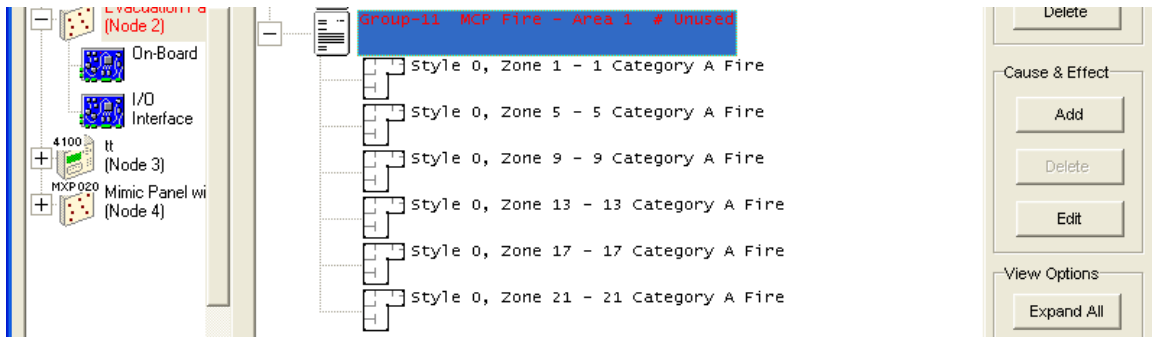 Evacuation Pa
(Node 2)
On-Board
I/O
Interface
4100
tt
(Node 3)
MXP020
Mimic Panel wi
(Node 4)
Group-11 MCP Fire - Area 1 # Unused
Style 0, Zone 1 - 1 Category A Fire
Style 0, Zone 5 - 5 Category A Fire
Style 0, Zone 9 - 9 Category A Fire
Style 0, Zone 13 - 13 Category A Fire
Style 0, Zone 17 - 17 Category A Fire
Style 0, Zone 21 - 21 Category A Fire
Delete
Cause & Effect
Add
Delete
Edit
View Options
Expand All